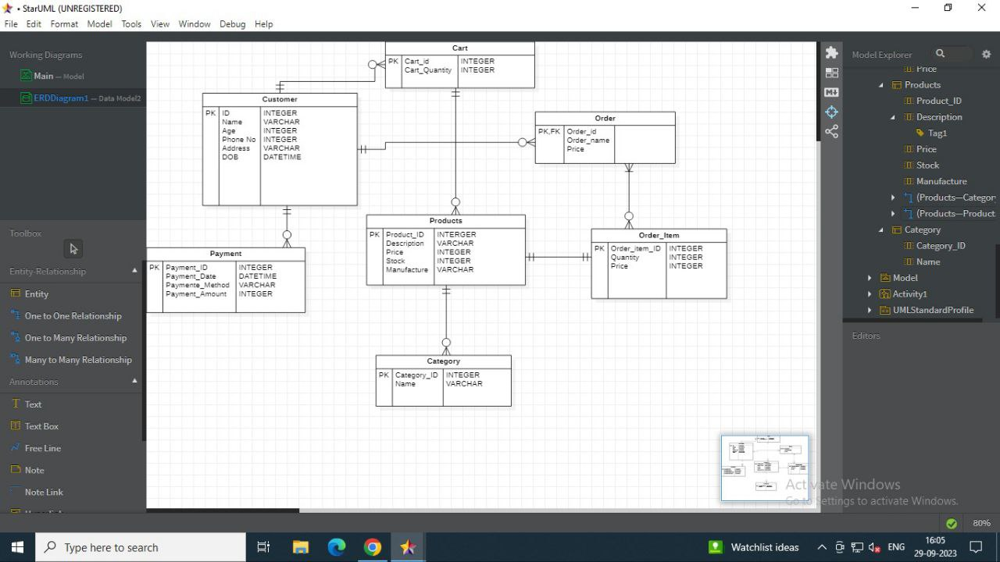 • StarUML (UNREGISTERED)
File Edit Format Model Tools View Window Debug Help
Working Diagrams
Main — Model
ERDDiagram1 — Data Model2
Toolbox
Entity-Relationship
Entity
One to One Relationship
One to Many Relationship
Many to Many Relationship
Annotations
Text
Text Box
Free Line
Note
Note Link
Cart
PK Cart_id INTEGER
Cart_Quantity INTEGER
Customer
PK ID INTEGER
Name VARCHAR
Age INTEGER
Phone No INTEGER
Address VARCHAR
DOB DATETIME
Order
PK,FK Order_id
Order_name
Price
Products
PK Product_ID INTERGER
Description VARCHAR
Price INTEGER
Stock INTEGER
Manufacture VARCHAR
Order_Item
PK Order_item_ID INTEGER
Quantity INTEGER
Price INTEGER
Payment
PK Payment_ID INTEGER
Payment_Date DATETIME
Paymente_Method VARCHAR
Payment_Amount INTEGER
Category
PK Category_ID INTEGER
Name VARCHAR
M
Model Explorer
Price
Products
Product_ID
Description
Tag1
Price
Stock
Manufacture
(Products—Categor
(Products—Product
Category
Category_ID
Name
Model
Activity1
UMLStandardProfile
Editors
Activate Windows
Go to Settings to activate Windows.
80%
Type here to search
Watchlist ideas
ENG
16:05
29-09-2023